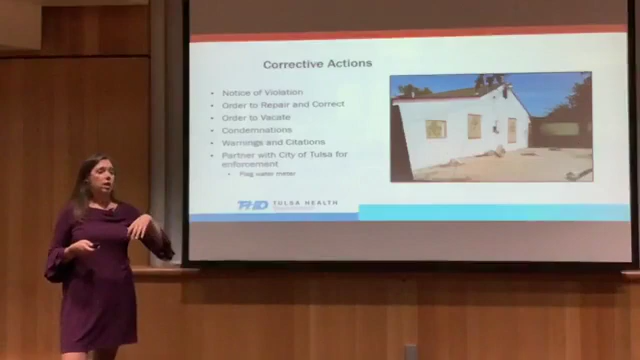 Corrective Actions
• Notice of Violation
• Order to Repair and Correct
• Order to Vacate
• Condemnations
• Warnings and Citations
• Partner with City of Tulsa for
enforcement
• Flag water meter
THD TULSA HEALTH